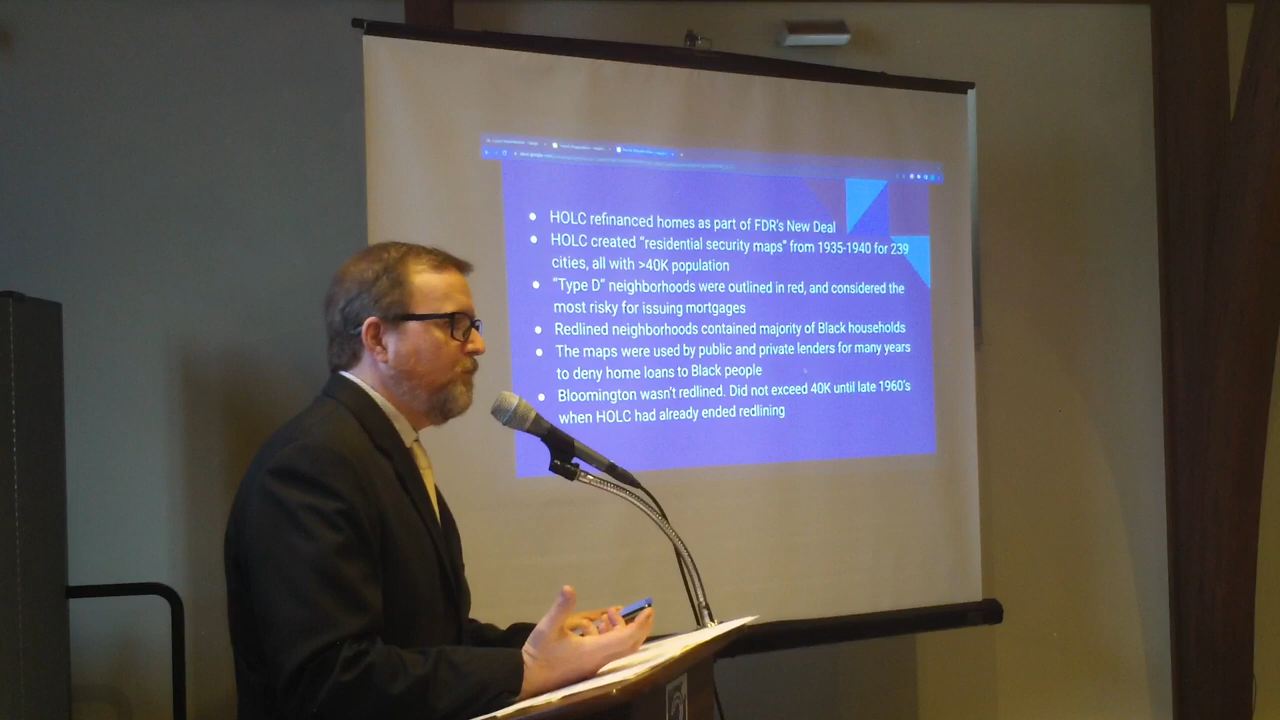 HOLC refinanced homes as part of FDR's New Deal
HOLC created "residential security maps" from 1935-1940 for 239
cities, all with >40K population
"Type D" neighborhoods were outlined in red, and considered the
most risky for issuing mortgages
Redlined neighborhoods contained majority of Black households
The maps were used by public and private lenders for many years
to deny home loans to Black people
Bloomington wasn't redlined. Did not exceed 40K until late 1960's
when HOLC had already ended redlining